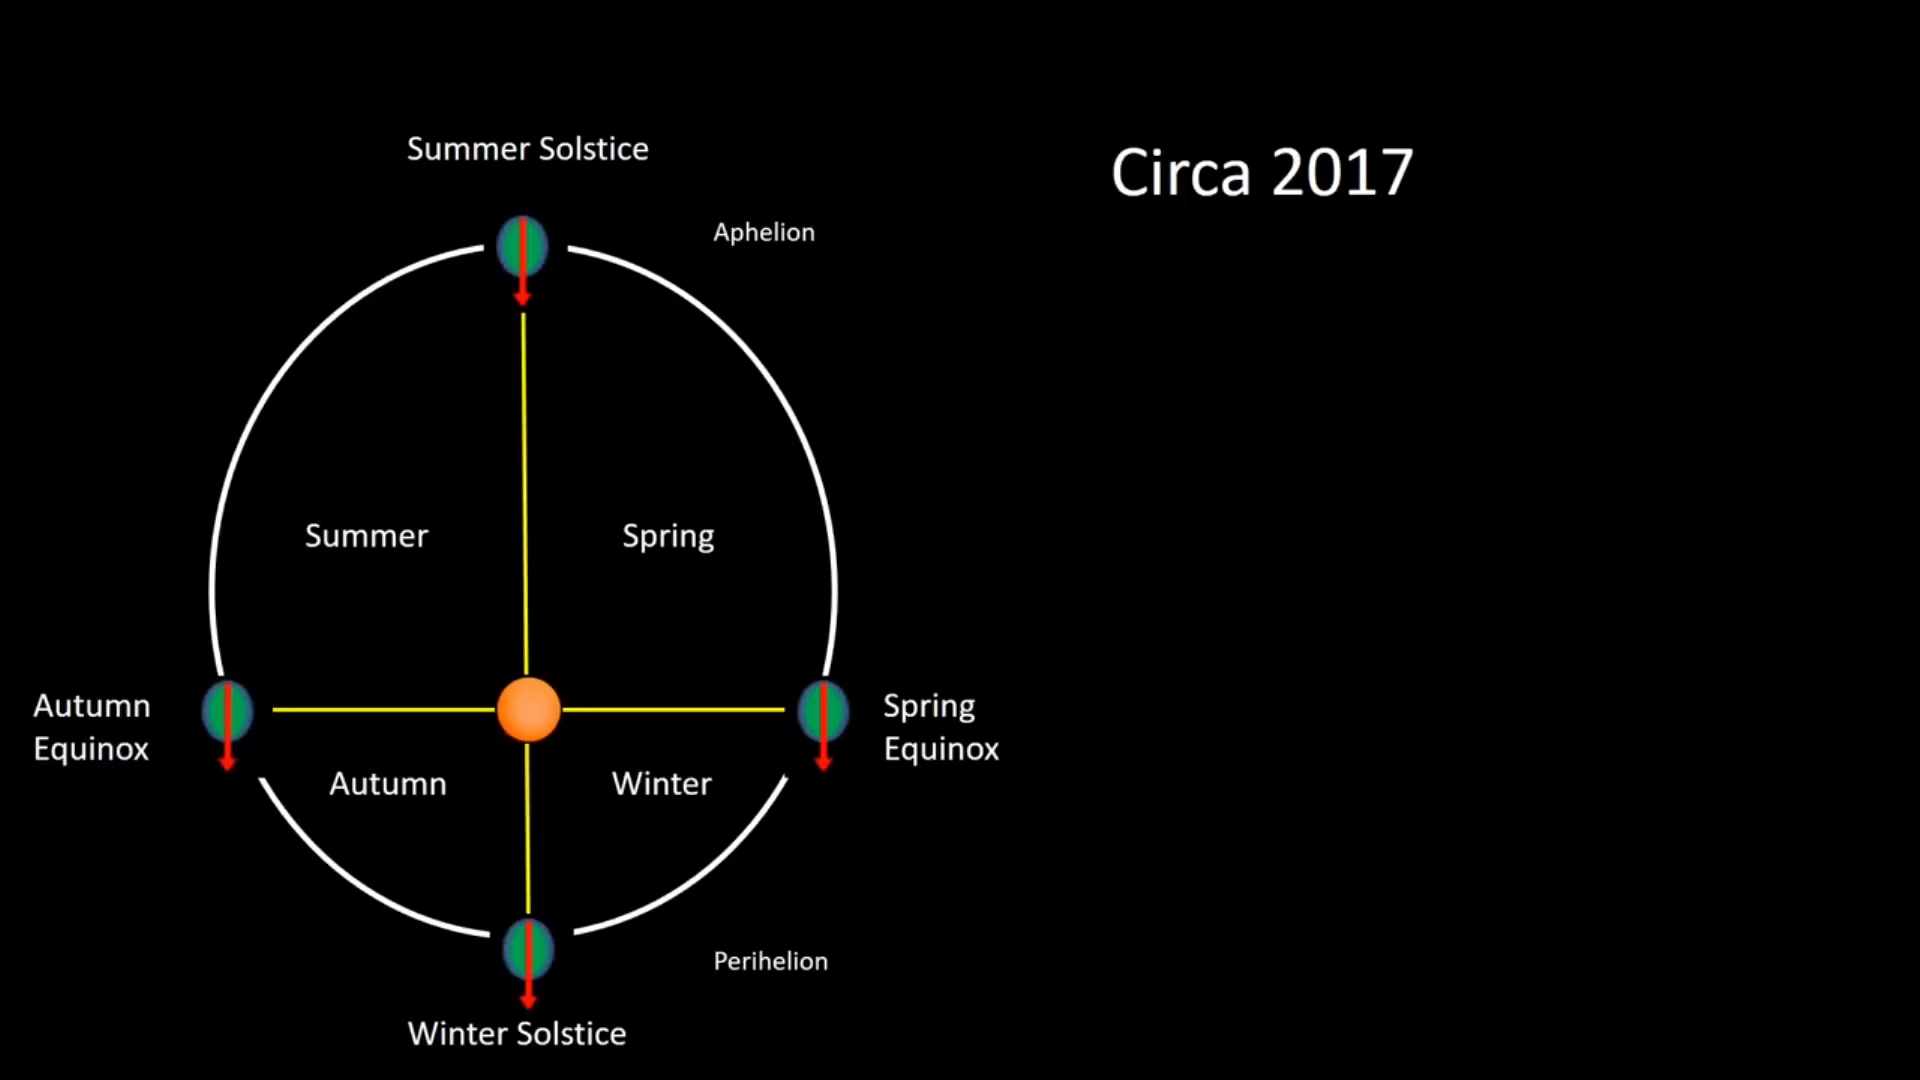 Summer Solstice
Circa 2017
Aphelion
Summer
Spring
Autumn
Equinox
Spring
Equinox
Autumn
Winter
Perihelion
Winter Solstice